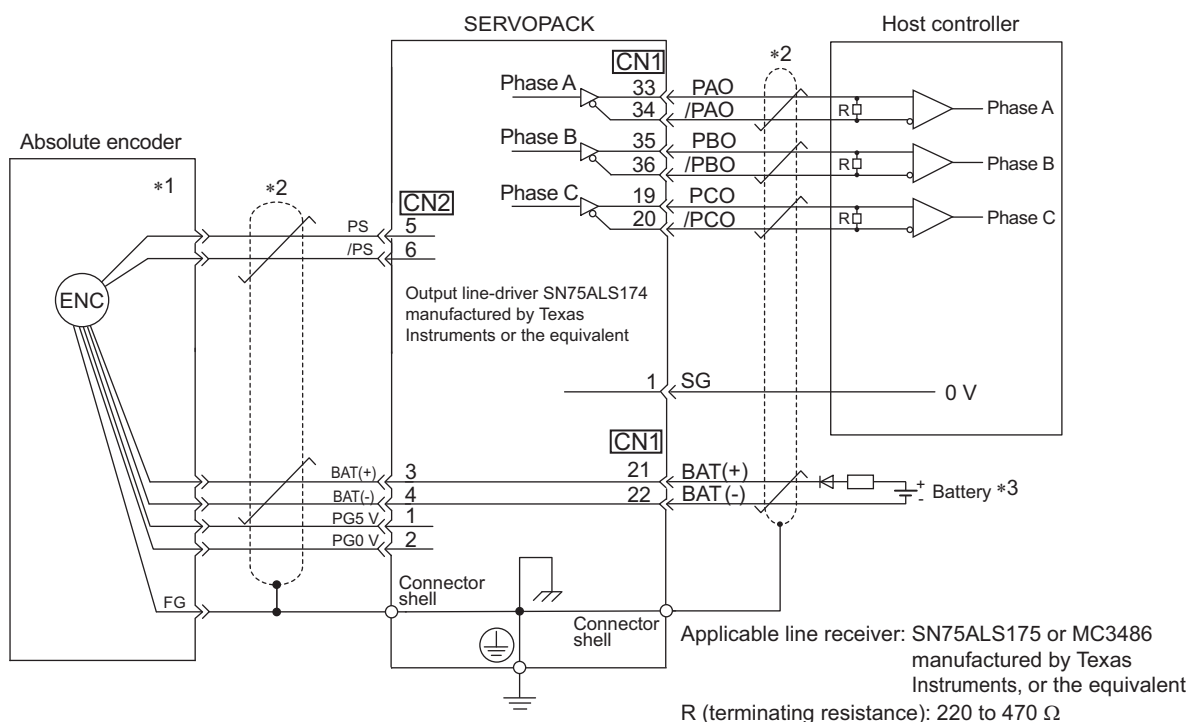 SERVOPACK
Host controller
CN1
*2
Phase A
33 PAO
34 /PAO
R
Phase A
Phase B
35 PBO
36 /PBO
R
Phase B
Phase C
19 PCO
20 /PCO
R
Phase C
Absolute encoder
*1
*2
CN2
PS 5
/PS 6
ENC
Output line-driver SN75ALS174
manufactured by Texas
Instruments or the equivalent
1 SG
0 V
CN1
BAT(+) 3
21 BAT(+)
BAT(-) 4
22 BAT(-)
+
-
Battery *3
PG5 V 1
PG0 V 2
FG
Connector
shell
Connector
shell
Applicable line receiver: SN75ALS175 or MC3486
manufactured by Texas
Instruments, or the equivalent
R (terminating resistance): 220 to 470 Ω